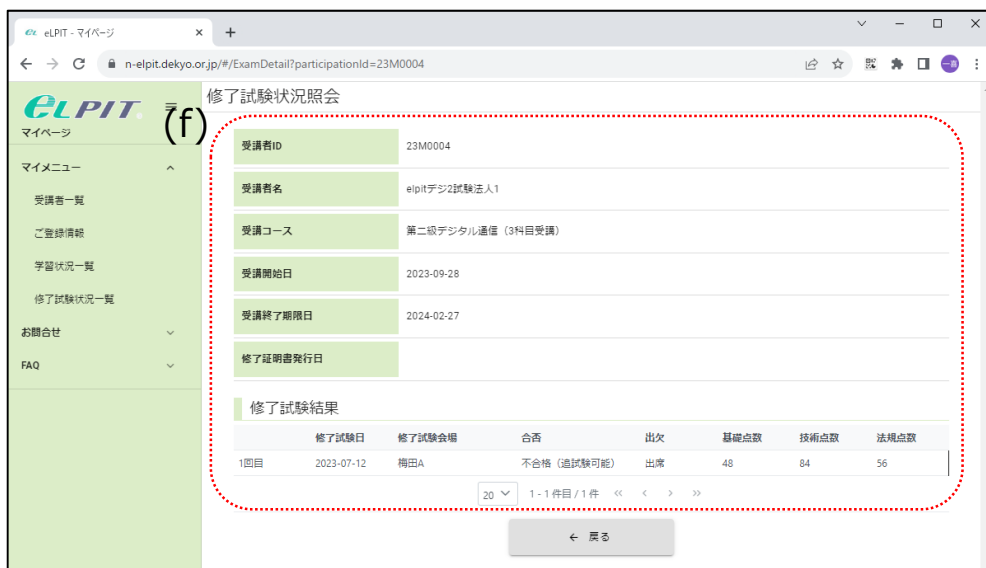 eLPIT - マイページ
n-elpit.dekyo.or.jp/#/ExamDetail?participationId=23M0004
一喜
eLPIT
マイページ
マイメニュー
受講者一覧
ご登録情報
学習状況一覧
修了試験状況一覧
お問合せ
FAQ
修了試験状況照会
(f)
受講者ID 23M0004
受講者名 elpitデジ2試験法人1
受講コース 第二級デジタル通信（3科目受講）
受講開始日 2023-09-28
受講終了期限日 2024-02-27
修了証明書発行日
修了試験結果
修了試験日 修了試験会場 合否 出欠 基礎点数 技術点数 法規点数
1回目 2023-07-12 梅田A 不合格（追試験可能） 出席 48 84 56
20 1 - 1 件目 / 1 件 « ‹ › »
← 戻る